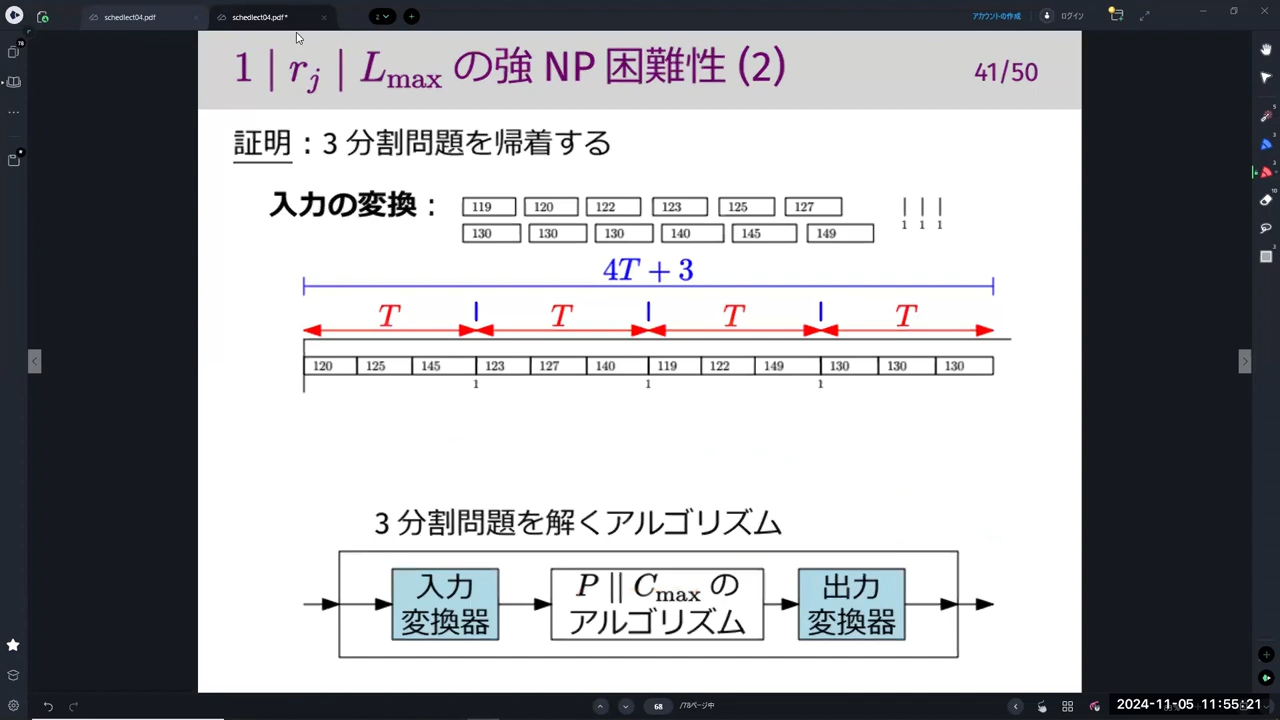 schedlect04.pdf
schedlect04.pdf*
2
アカウントの作成
ログイン
1 | r_j | L_max の強 NP 困難性 (2)
41/50
証明：3 分割問題を帰着する
入力の変換：
119 120 122 123 125 127
130 130 130 140 145 149
1 1 1
4T + 3
T T T T
120 125 145 123 127 140 119 122 149 130 130 130
1 1 1
3 分割問題を解くアルゴリズム
入力
変換器
P || C_max の
アルゴリズム
出力
変換器
68 /78ページ中
2024-11-05 11:55:21